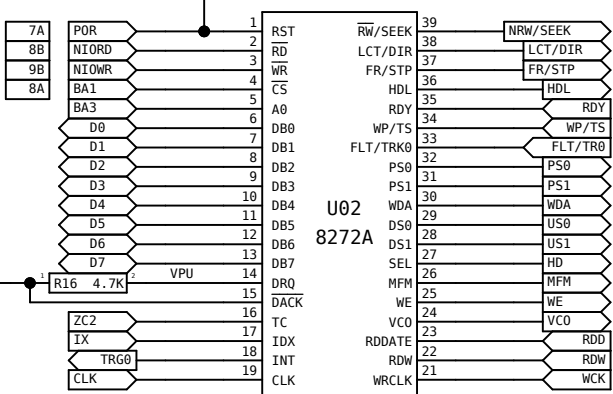 7A POR 1 RST RW/SEEK 39 NRW/SEEK
8B NIORD 2 RD LCT/DIR 38 LCT/DIR
9B NIOWR 3 WR FR/STP 37 FR/STP
8A BA1 4 CS HDL 36 HDL
BA3 5 A0 RDY 35 RDY
D0 6 DB0 WP/TS 34 WP/TS
D1 7 DB1 FLT/TRK0 33 FLT/TR0
D2 8 DB2 PS0 32 PS0
D3 9 DB3 PS1 31 PS1
D4 10 DB4 WDA 30 WDA
D5 11 DB5 U02 DS0 29 US0
D6 12 DB6 8272A DS1 28 US1
D7 13 DB7 SEL 27 HD
1 R16 4.7K 2 VPU 14 DRQ MFM 26 MFM
15 DACK WE 25 WE
ZC2 16 TC VCO 24 VCO
IX 17 IDX RDDATE 23 RDD
TRG0 18 INT RDW 22 RDW
CLK 19 CLK WRCLK 21 WCK